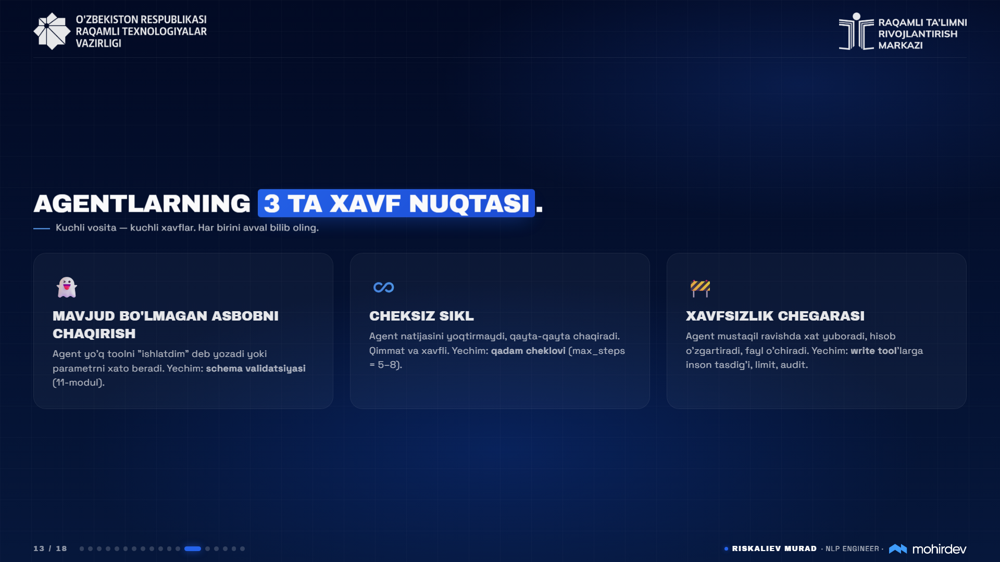 O'ZBEKISTON RESPUBLIKASI
RAQAMLI TEXNOLOGIYALAR
VAZIRLIGI
RAQAMLI TA'LIMNI
RIVOJLANTIRISH
MARKAZI
AGENTLARNING 3 TA XAVF NUQTASI.
Kuchli vosita — kuchli xavflar. Har birini avval bilib oling.
MAVJUD BO'LMAGAN ASBOBNI
CHAQIRISH
Agent yo'q toolni "ishlatdim" deb yozadi yoki
parametrni xato beradi. Yechim: schema validatsiyasi
(11-modul).
CHEKSIZ SIKL
Agent natijasini yoqtirmaydi, qayta-qayta chaqiradi.
Qimmat va xavfli. Yechim: qadam cheklovi (max_steps
= 5–8).
XAVFSIZLIK CHEGARASI
Agent mustaqil ravishda xat yuboradi, hisob
o'zgartiradi, fayl o'chiradi. Yechim: write tool'larga
inson tasdig'i, limit, audit.
13 / 18
RISKALIEV MURAD · NLP ENGINEER · mohirdev